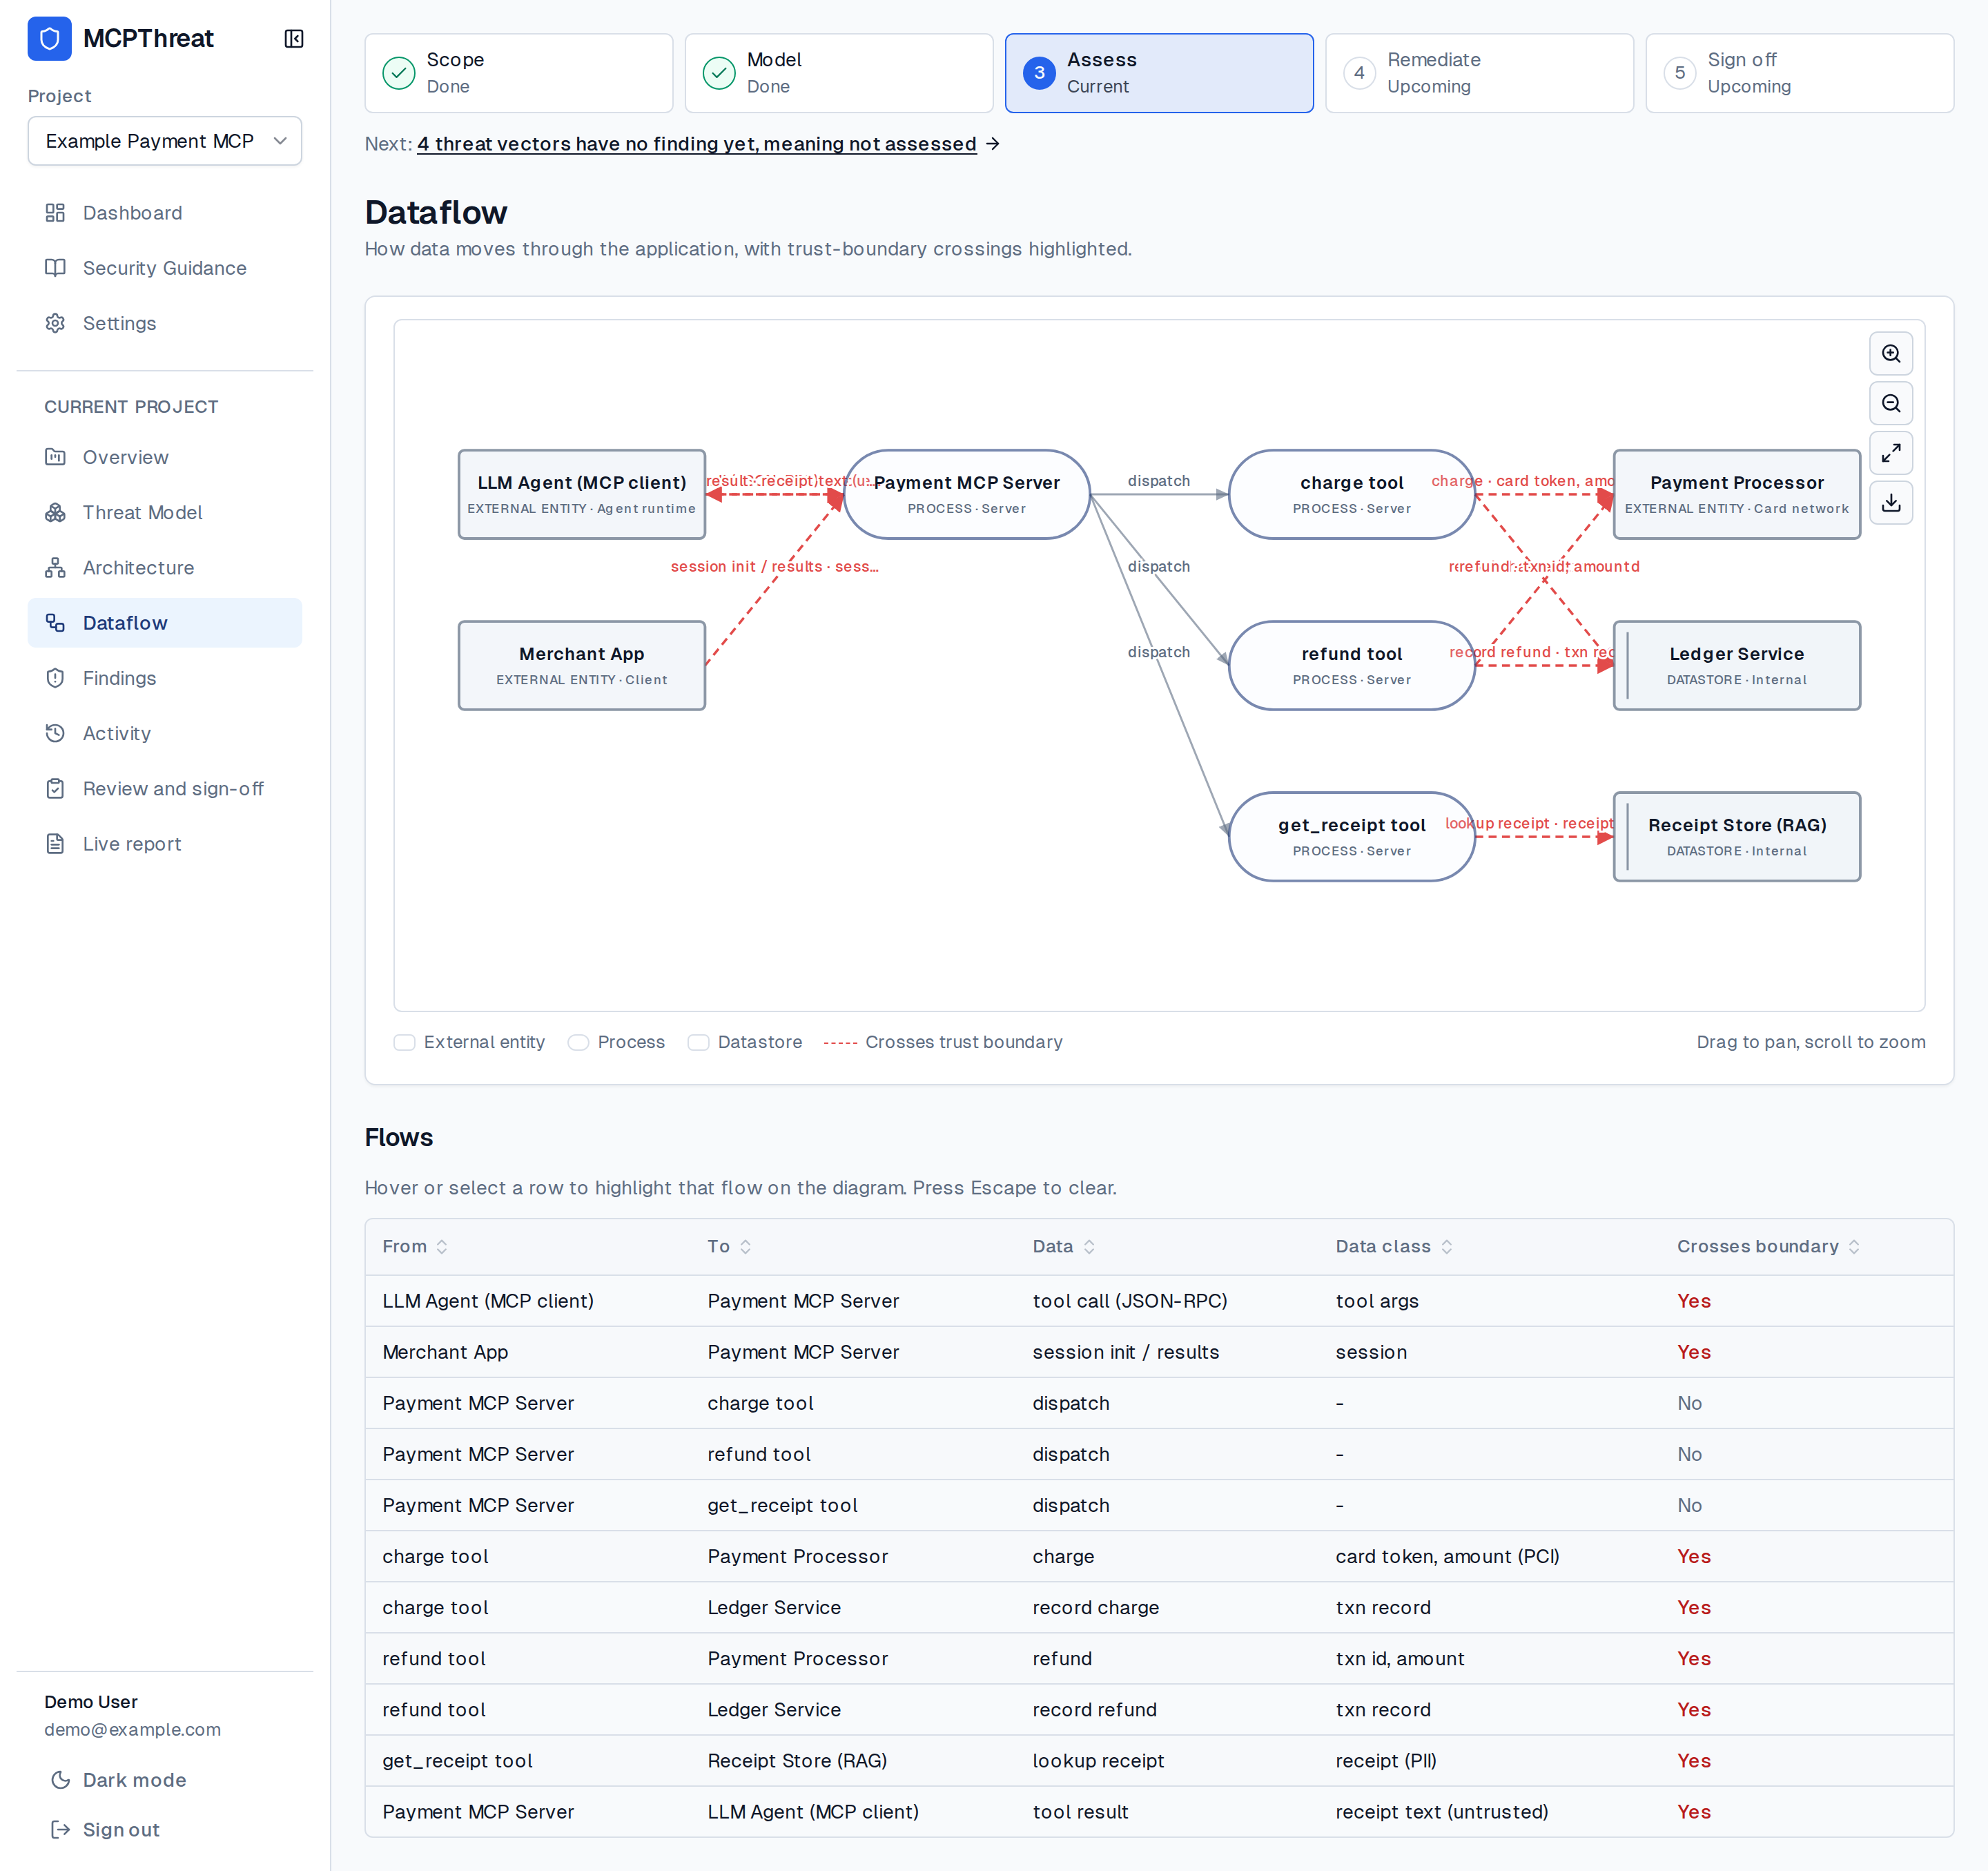 MCPThreat
Project
Example Payment MCP
Dashboard
Security Guidance
Settings
CURRENT PROJECT
Overview
Threat Model
Architecture
Dataflow
Findings
Activity
Review and sign-off
Live report
Demo User
demo@example.com
Dark mode
Sign out
Scope
Done
Model
Done
3
Assess
Current
4
Remediate
Upcoming
5
Sign off
Upcoming
Next: 4 threat vectors have no finding yet, meaning not assessed
Dataflow
How data moves through the application, with trust-boundary crossings highlighted.
LLM Agent (MCP client)
EXTERNAL ENTITY · Agent runtime
Payment MCP Server
PROCESS · Server
dispatch
charge tool
PROCESS · Server
charge · card token, amo
Payment Processor
EXTERNAL ENTITY · Card network
session init / results · sess…
dispatch
Merchant App
EXTERNAL ENTITY · Client
dispatch
refund tool
PROCESS · Server
record refund · txn rec
Ledger Service
DATASTORE · Internal
get_receipt tool
PROCESS · Server
lookup receipt · receipt
Receipt Store (RAG)
DATASTORE · Internal
External entity
Process
Datastore
Crosses trust boundary
Drag to pan, scroll to zoom
Flows
Hover or select a row to highlight that flow on the diagram. Press Escape to clear.
From To Data Data class Crosses boundary
LLM Agent (MCP client) Payment MCP Server tool call (JSON-RPC) tool args Yes
Merchant App Payment MCP Server session init / results session Yes
Payment MCP Server charge tool dispatch - No
Payment MCP Server refund tool dispatch - No
Payment MCP Server get_receipt tool dispatch - No
charge tool Payment Processor charge card token, amount (PCI) Yes
charge tool Ledger Service record charge txn record Yes
refund tool Payment Processor refund txn id, amount Yes
refund tool Ledger Service record refund txn record Yes
get_receipt tool Receipt Store (RAG) lookup receipt receipt (PII) Yes
Payment MCP Server LLM Agent (MCP client) tool result receipt text (untrusted) Yes